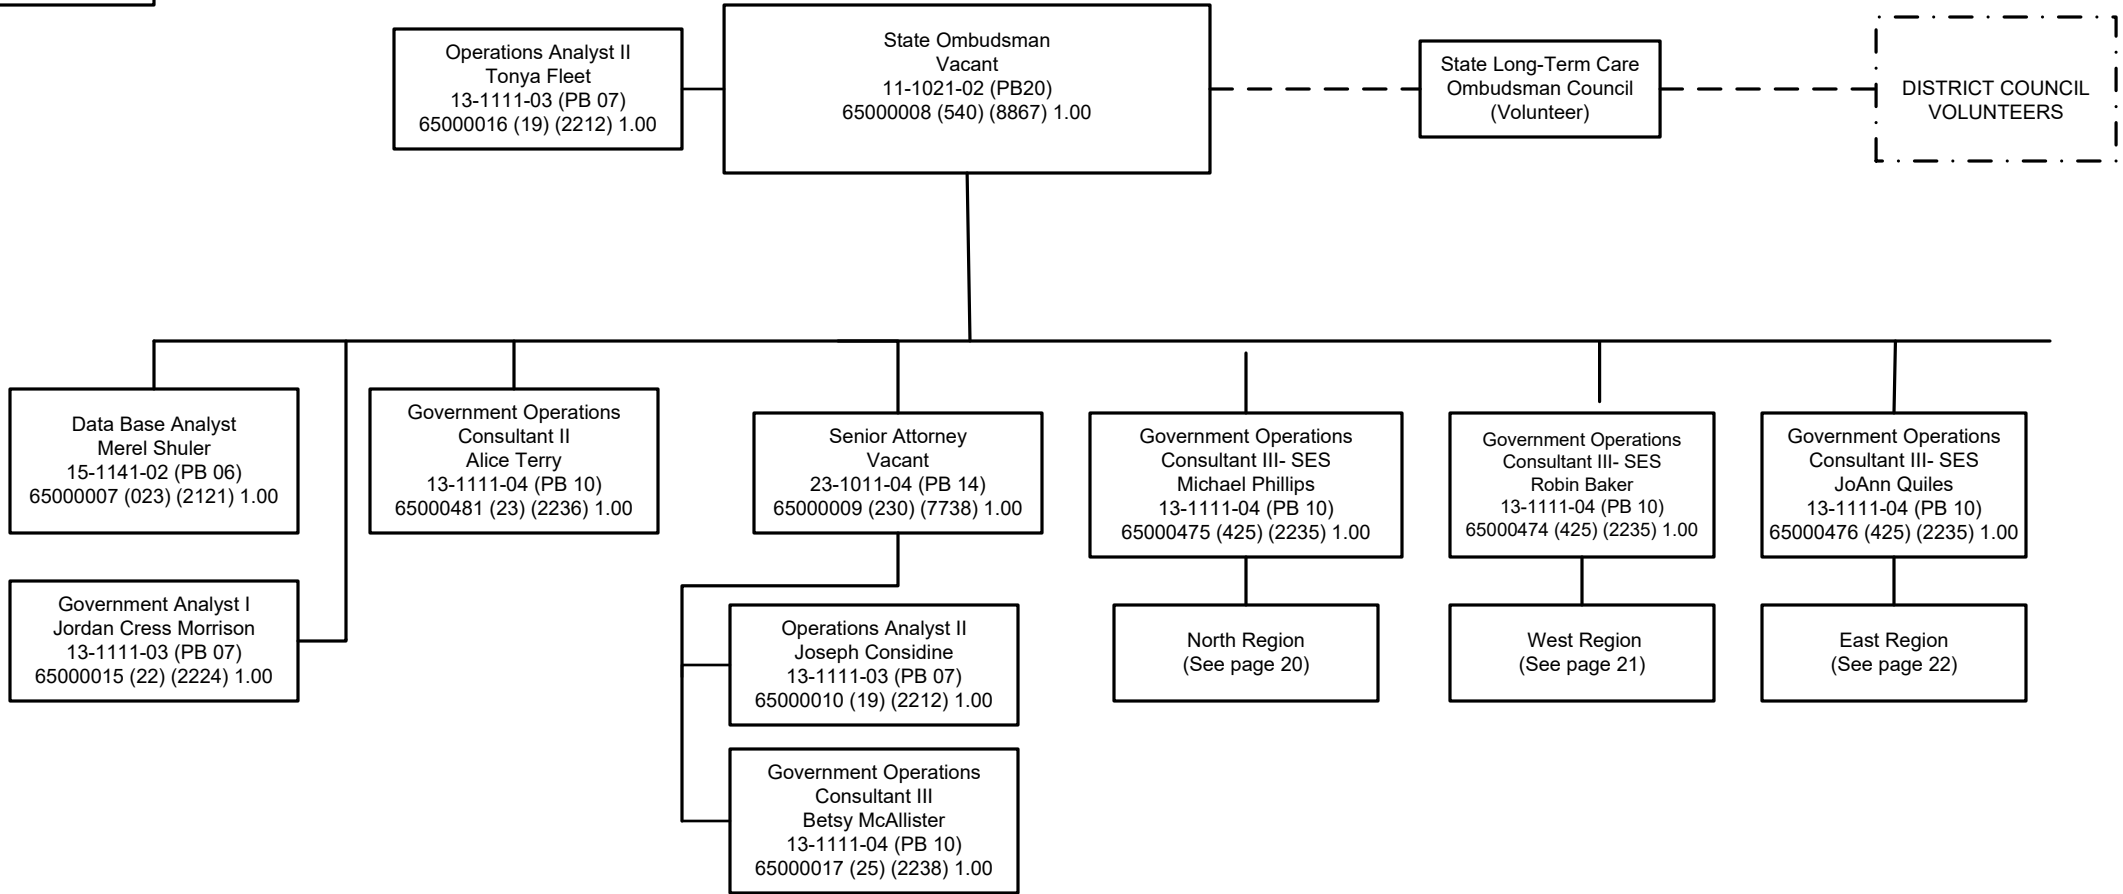 Operations Analyst II
Tonya Fleet
13-1111-03 (PB 07)
65000016 (19) (2212) 1.00
State Ombudsman
Vacant
11-1021-02 (PB20)
65000008 (540) (8867) 1.00
State Long-Term Care
Ombudsman Council
(Volunteer)
DISTRICT COUNCIL
VOLUNTEERS
Data Base Analyst
Merel Shuler
15-1141-02 (PB 06)
65000007 (023) (2121) 1.00
Government Operations
Consultant II
Alice Terry
13-1111-04 (PB 10)
65000481 (23) (2236) 1.00
Senior Attorney
Vacant
23-1011-04 (PB 14)
65000009 (230) (7738) 1.00
Government Operations
Consultant III- SES
Michael Phillips
13-1111-04 (PB 10)
65000475 (425) (2235) 1.00
Government Operations
Consultant III- SES
Robin Baker
13-1111-04 (PB 10)
65000474 (425) (2235) 1.00
Government Operations
Consultant III- SES
JoAnn Quiles
13-1111-04 (PB 10)
65000476 (425) (2235) 1.00
Government Analyst I
Jordan Cress Morrison
13-1111-03 (PB 07)
65000015 (22) (2224) 1.00
Operations Analyst II
Joseph Considine
13-1111-03 (PB 07)
65000010 (19) (2212) 1.00
North Region
(See page 20)
West Region
(See page 21)
East Region
(See page 22)
Government Operations
Consultant III
Betsy McAllister
13-1111-04 (PB 10)
65000017 (25) (2238) 1.00